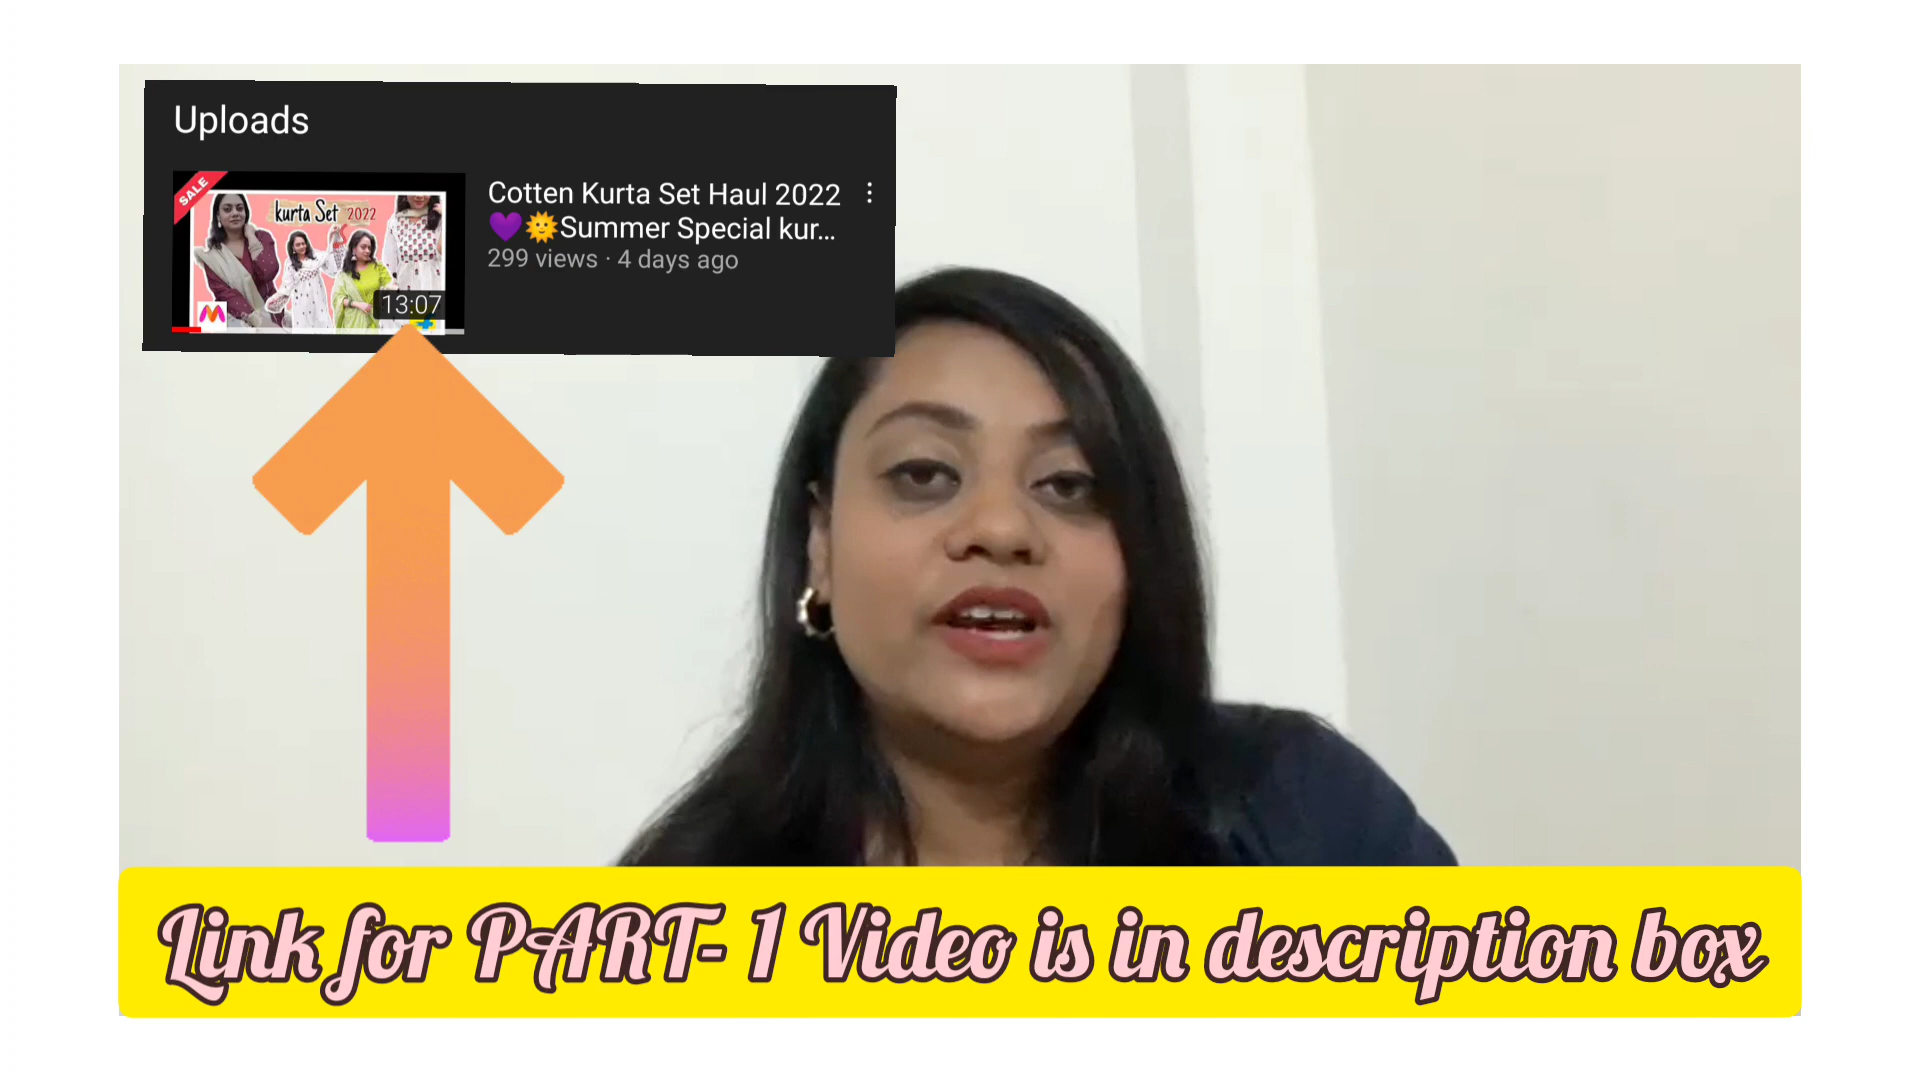 Uploads
SALE
kurta Set 2022
13:07
Cotten Kurta Set Haul 2022
💜🌞Summer Special kur...
299 views · 4 days ago
Link for PART- 1 Video is in description box